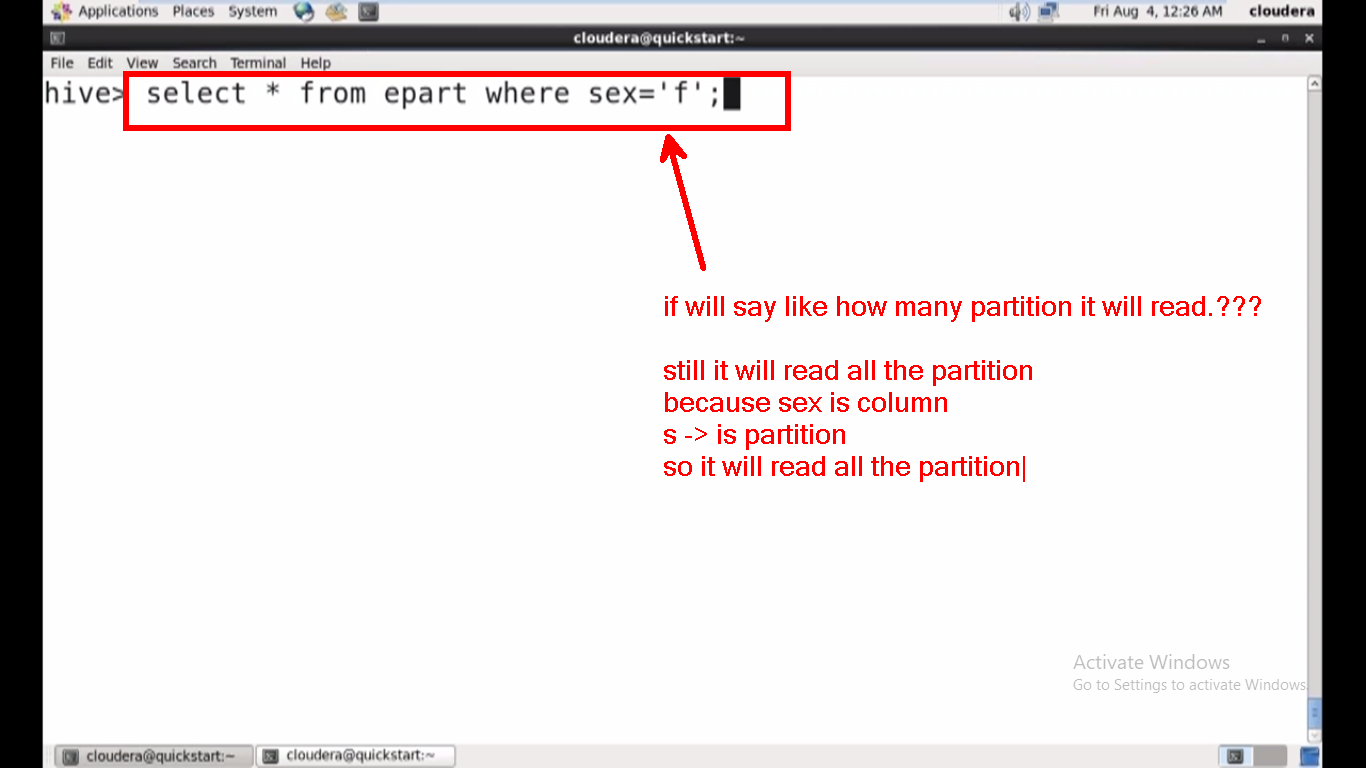 Applications Places System Fri Aug 4, 12:26 AM cloudera
cloudera@quickstart:~
File Edit View Search Terminal Help
hive> select * from epart where sex='f';
if will say like how many partition it will read.???
still it will read all the partition
because sex is column
s -> is partition
so it will read all the partition
Activate Windows
Go to Settings to activate Windows.
cloudera@quickstart:~ cloudera@quickstart:~